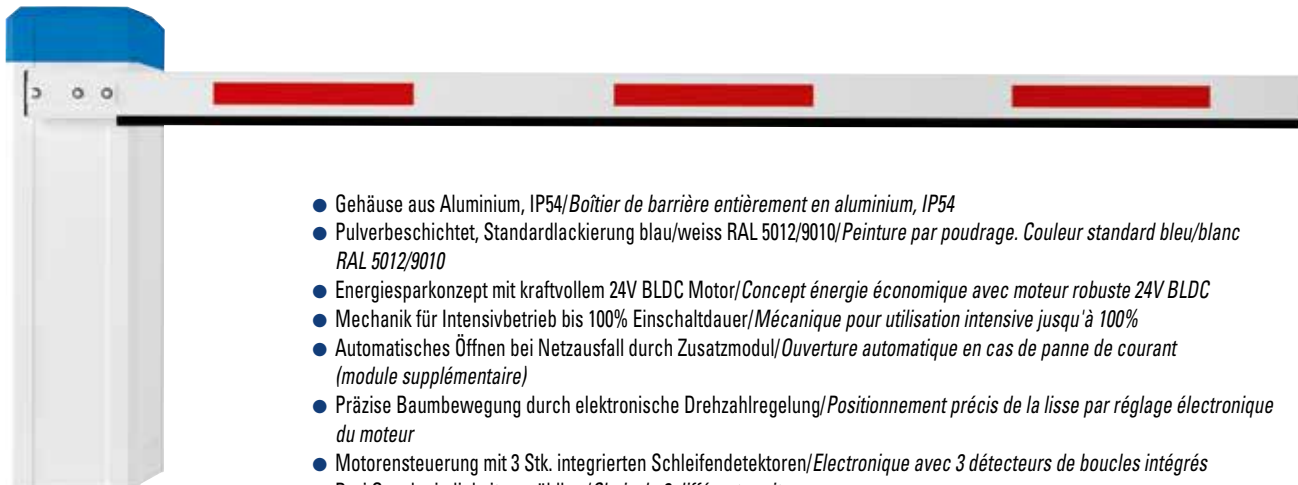 Gehäuse aus Aluminium, IP54/Boîtier de barrière entièrement en aluminium, IP54
Pulverbeschichtet, Standardlackierung blau/weiss RAL 5012/9010/Peinture par poudrage. Couleur standard bleu/blanc
RAL 5012/9010
Energiesparkonzept mit kraftvollem 24V BLDC Motor/Concept énergie économique avec moteur robuste 24V BLDC
Mechanik für Intensivbetrieb bis 100% Einschaltdauer/Mécanique pour utilisation intensive jusqu'à 100%
Automatisches Öffnen bei Netzausfall durch Zusatzmodul/Ouverture automatique en cas de panne de courant
(module supplémentaire)
Präzise Baumbewegung durch elektronische Drehzahlregelung/Positionnement précis de la lisse par réglage électronique
du moteur
Motorensteuerung mit 3 Stk. integrierten Schleifendetektoren/Electronique avec 3 détecteurs de boucles intégrés